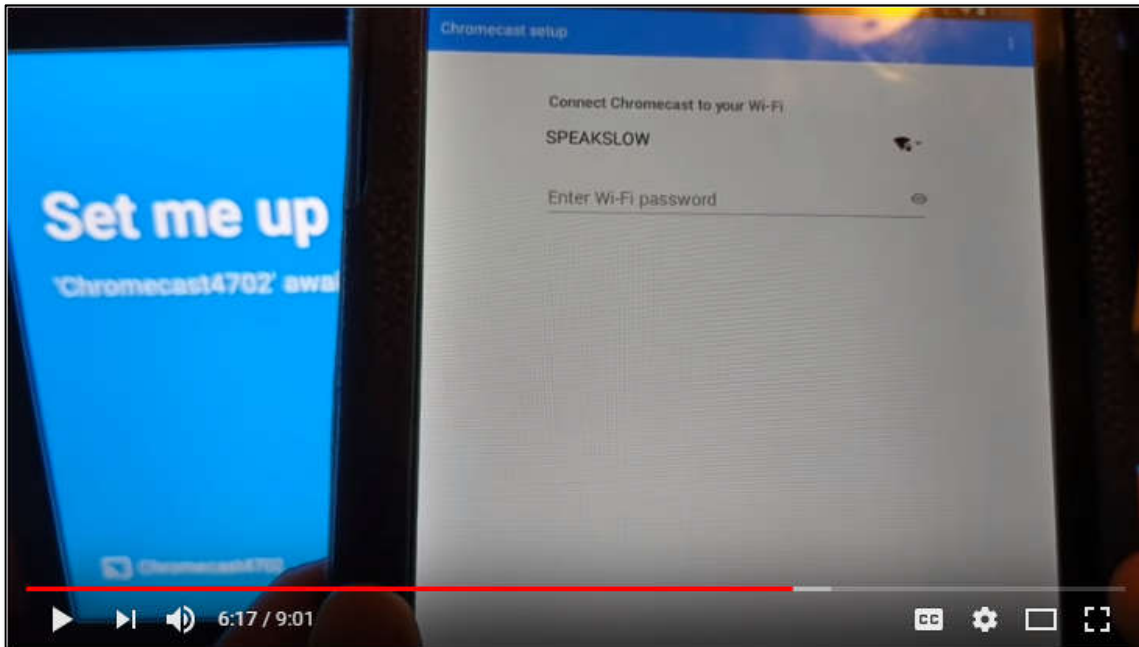 Set me up
'Chromecast4702' awai
Chromecast4702
Chromecast setup
Connect Chromecast to your Wi-Fi
SPEAKSLOW
Enter Wi-Fi password
6:17 / 9:01
CC